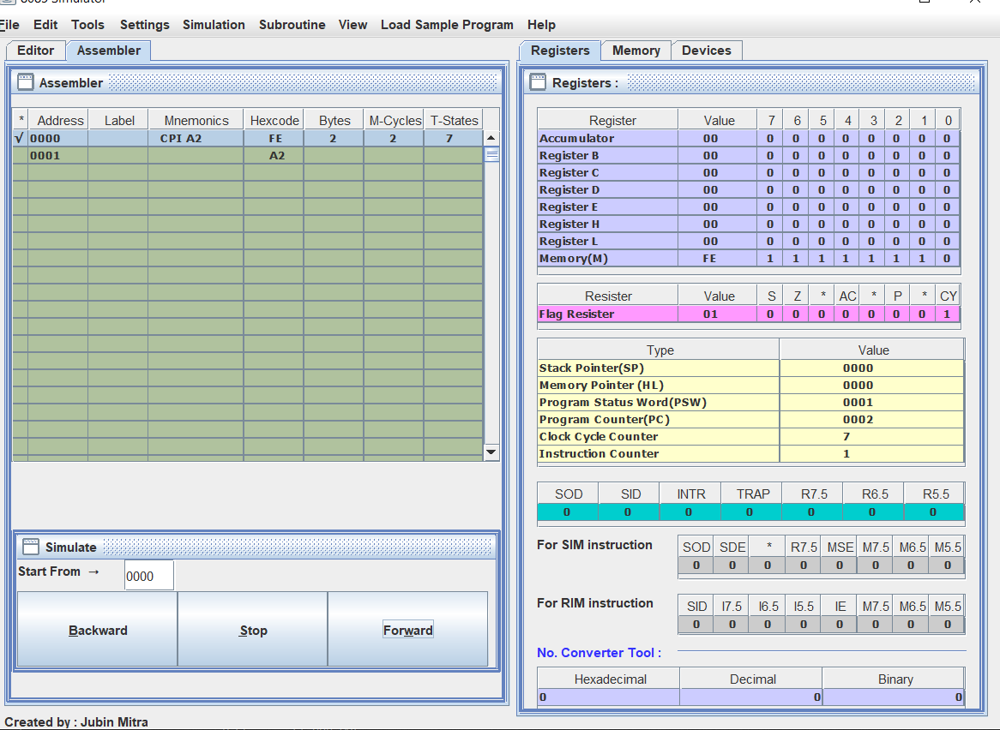 8085 Simulator
File Edit Tools Settings Simulation Subroutine View Load Sample Program Help
Editor Assembler
Assembler
* Address Label Mnemonics Hexcode Bytes M-Cycles T-States
√ 0000 CPI A2 FE 2 2 7
0001 A2
Simulate
Start From → 0000
Backward Stop Forward
Created by : Jubin Mitra
Registers Memory Devices
Registers :
Register Value 7 6 5 4 3 2 1 0
Accumulator 00 0 0 0 0 0 0 0 0
Register B 00 0 0 0 0 0 0 0 0
Register C 00 0 0 0 0 0 0 0 0
Register D 00 0 0 0 0 0 0 0 0
Register E 00 0 0 0 0 0 0 0 0
Register H 00 0 0 0 0 0 0 0 0
Register L 00 0 0 0 0 0 0 0 0
Memory(M) FE 1 1 1 1 1 1 1 0
Resister Value S Z * AC * P * CY
Flag Resister 01 0 0 0 0 0 0 0 1
Type Value
Stack Pointer(SP) 0000
Memory Pointer (HL) 0000
Program Status Word(PSW) 0001
Program Counter(PC) 0002
Clock Cycle Counter 7
Instruction Counter 1
SOD SID INTR TRAP R7.5 R6.5 R5.5
0 0 0 0 0 0 0
For SIM instruction
SOD SDE * R7.5 MSE M7.5 M6.5 M5.5
0 0 0 0 0 0 0 0
For RIM instruction
SID I7.5 I6.5 I5.5 IE M7.5 M6.5 M5.5
0 0 0 0 0 0 0 0
No. Converter Tool :
Hexadecimal Decimal Binary
0 0 0